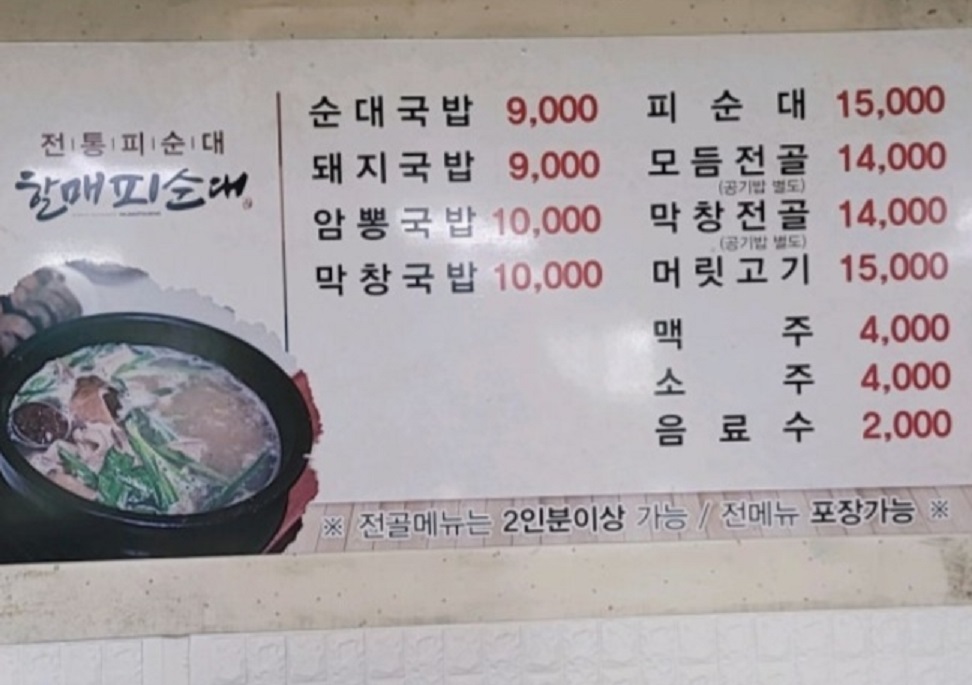 전통피순대
할매피순대
순대국밥 9,000
돼지국밥 9,000
암뽕국밥 10,000
막창국밥 10,000
피순대 15,000
모듬전골 14,000
(공기밥 별도)
막창전골 14,000
(공기밥 별도)
머릿고기 15,000
맥주 4,000
소주 4,000
음료수 2,000
※ 전골메뉴는 2인분이상 가능 / 전메뉴 포장가능 ※